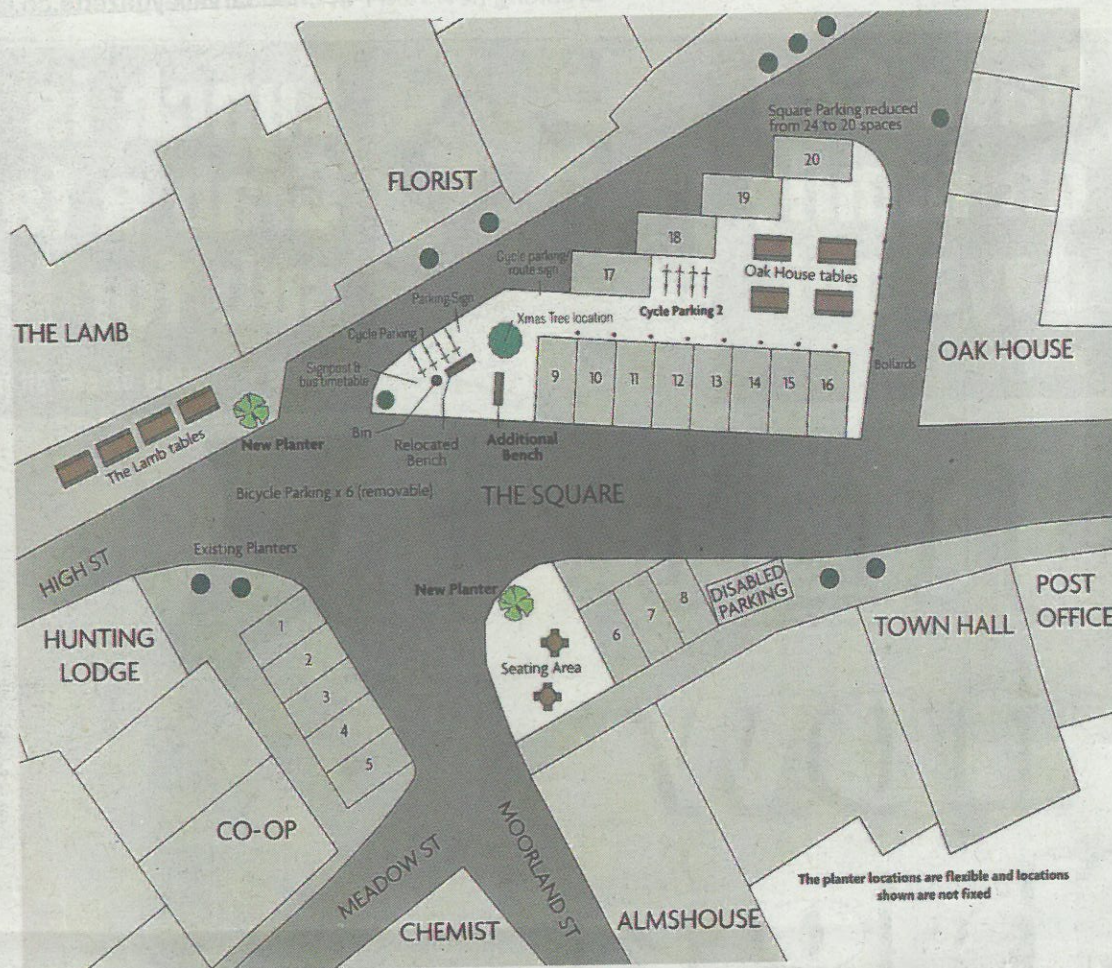 Square Parking reduced
from 24 to 20 spaces
20
FLORIST
19
18
Cycle parking/
route sign
17
Oak House tables
Parking Sign
Cycle Parking 2
Xmas Tree location
THE LAMB
Cycle Parking 1
OAK HOUSE
Signpost &
bus timetable
Bollards
9
10
11
12
13
14
15
16
The Lamb tables
New Planter
Bin
Relocated
Bench
Additional
Bench
Bicycle Parking x 6 (removable)
THE SQUARE
HIGH ST
Existing Planters
New Planter
DISABLED
PARKING
POST
OFFICE
HUNTING
LODGE
1
2
3
4
5
6
7
8
TOWN HALL
Seating Area
CO-OP
MEADOW ST
MOORLAND ST
The planter locations are flexible and locations
shown are not fixed
CHEMIST
ALMSHOUSE